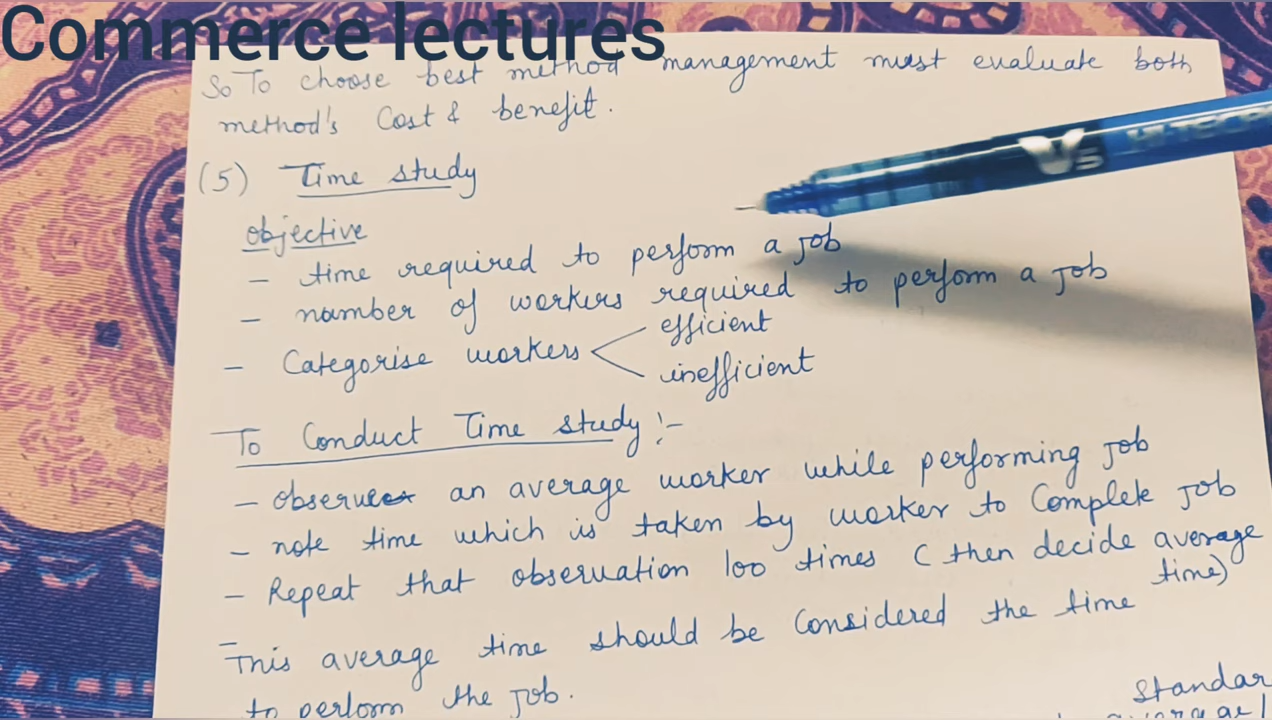 Commerce lectures
So To choose best method management must evaluate both
method's Cost & benefit.
V5 HI-TECP
(5) Time study
objective
- time required to perform a job
- number of workers required to perform a job
- Categorise workers < efficient
inefficient
To Conduct Time study :-
- observe an average worker while performing job
- note time which is taken by worker to Complete job
- Repeat that observation 100 times ( then decide average
time)
- This average time should be Considered the time
to perform the job.
Standar